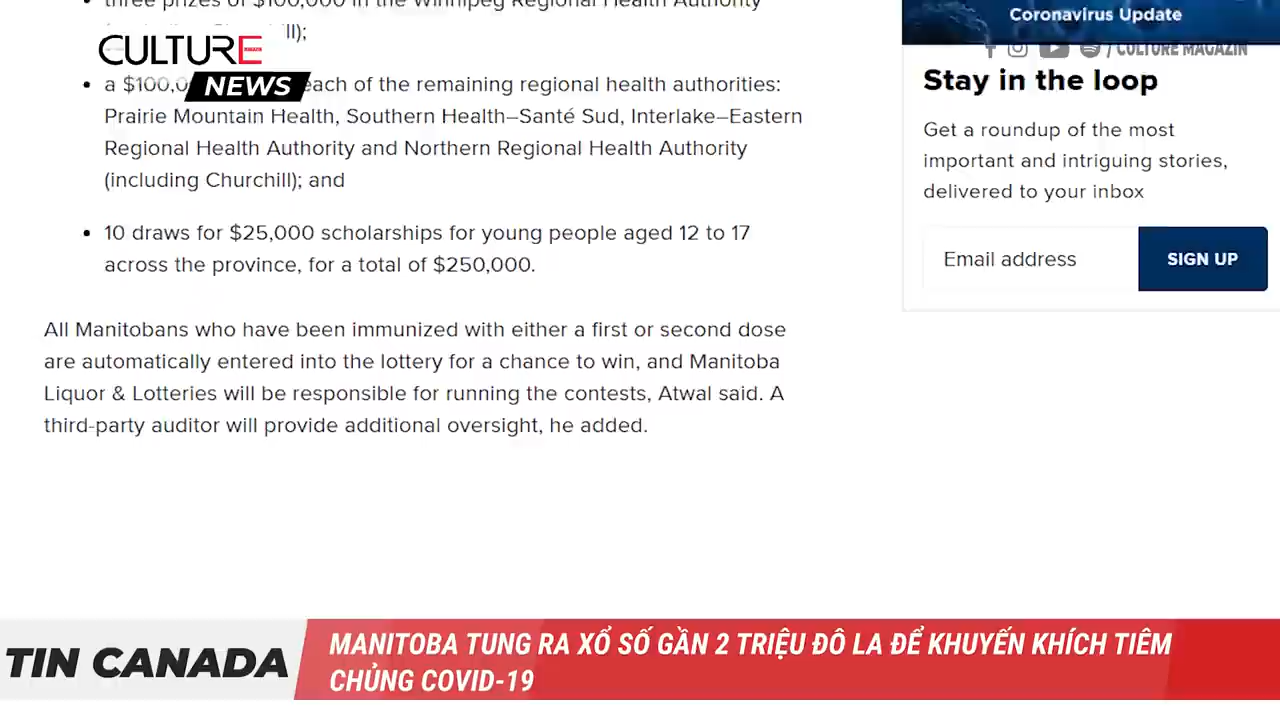 three prizes of $100,000 in the Winnipeg Regional Health Authority
ll);
CULTURE
NEWS
a $100,0 each of the remaining regional health authorities:
Prairie Mountain Health, Southern Health–Santé Sud, Interlake–Eastern
Regional Health Authority and Northern Regional Health Authority
(including Churchill); and
10 draws for $25,000 scholarships for young people aged 12 to 17
across the province, for a total of $250,000.
All Manitobans who have been immunized with either a first or second dose
are automatically entered into the lottery for a chance to win, and Manitoba
Liquor & Lotteries will be responsible for running the contests, Atwal said. A
third-party auditor will provide additional oversight, he added.
Coronavirus Update
/ CULTURE MAGAZIN
Stay in the loop
Get a roundup of the most
important and intriguing stories,
delivered to your inbox
Email address
SIGN UP
TIN CANADA
MANITOBA TUNG RA XỔ SỐ GẦN 2 TRIỆU ĐÔ LA ĐỂ KHUYẾN KHÍCH TIÊM
CHỦNG COVID-19